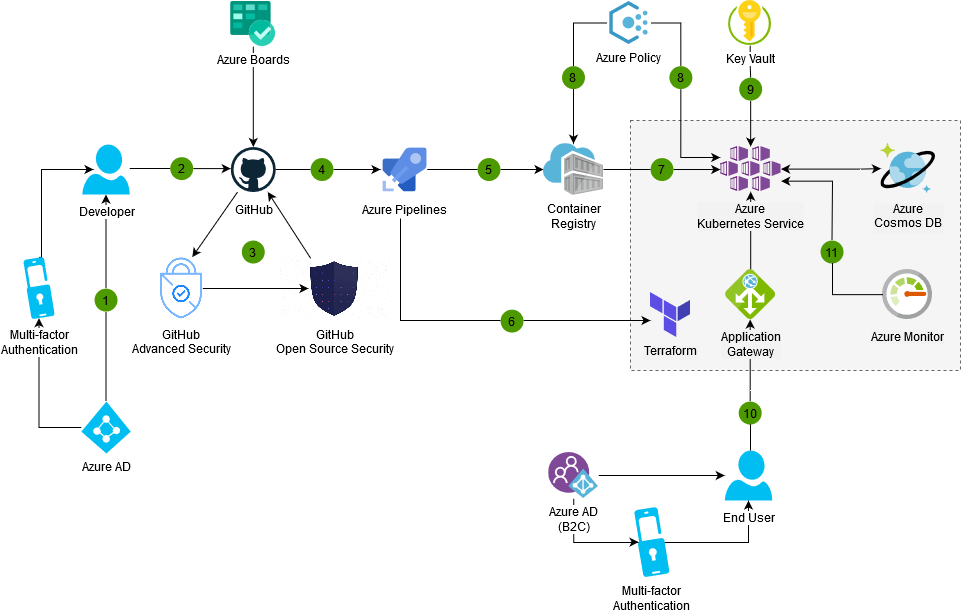 Azure Boards
Azure Policy
Key Vault
8
8
9
2
4
5
7
Developer
GitHub
Azure Pipelines
Container
Registry
Azure
Kubernetes Service
Azure
Cosmos DB
3
11
1
6
Multi-factor
Authentication
GitHub
Advanced Security
GitHub
Open Source Security
Terraform
Application
Gateway
Azure Monitor
10
Azure AD
Azure AD
(B2C)
End User
Multi-factor
Authentication